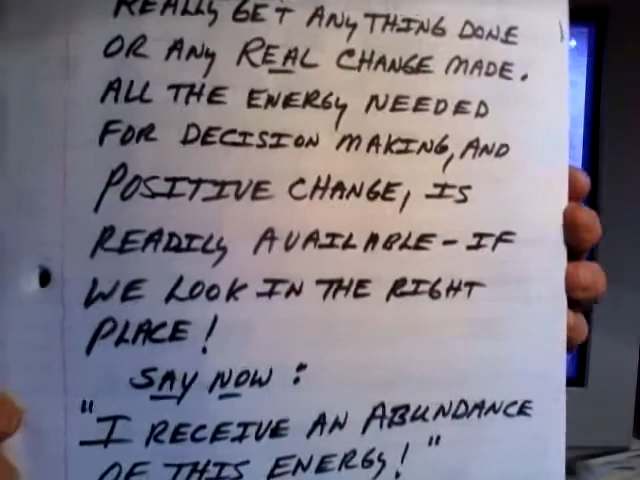 REALLY GET ANYTHING DONE
OR ANY REAL CHANGE MADE.
ALL THE ENERGY NEEDED
FOR DECISION MAKING, AND
POSITIVE CHANGE, IS
READILY AVAILABLE - IF
WE LOOK IN THE RIGHT
PLACE!
SAY NOW:
"I RECEIVE AN ABUNDANCE
OF THIS ENERGY!"